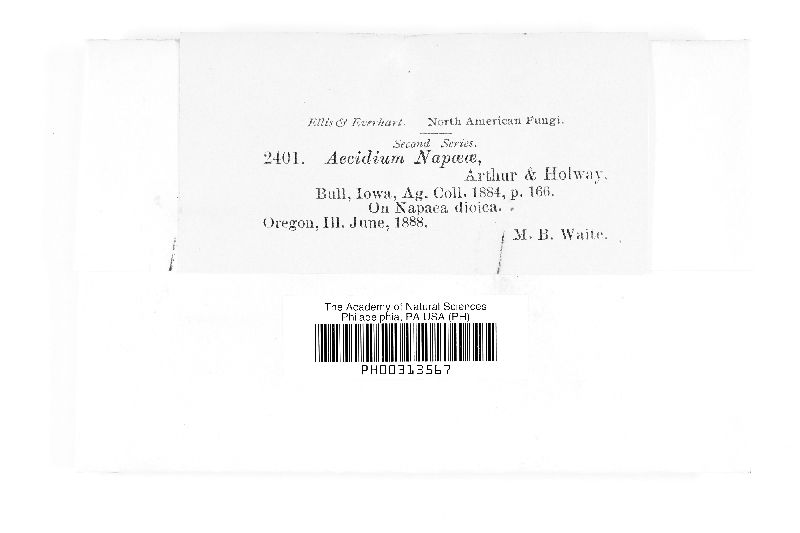 Ellis & Everhart. North American Fungi.
Second Series.
2401. Aecidium Napææ,
Arthur & Holway.
Bull, Iowa, Ag. Coll. 1884, p. 166.
On Napaea dioica.
Oregon, Ill. June, 1888.
M. B. Waite.
The Academy of Natural Sciences
Philadelphia, PA USA (PH)
PH00313567